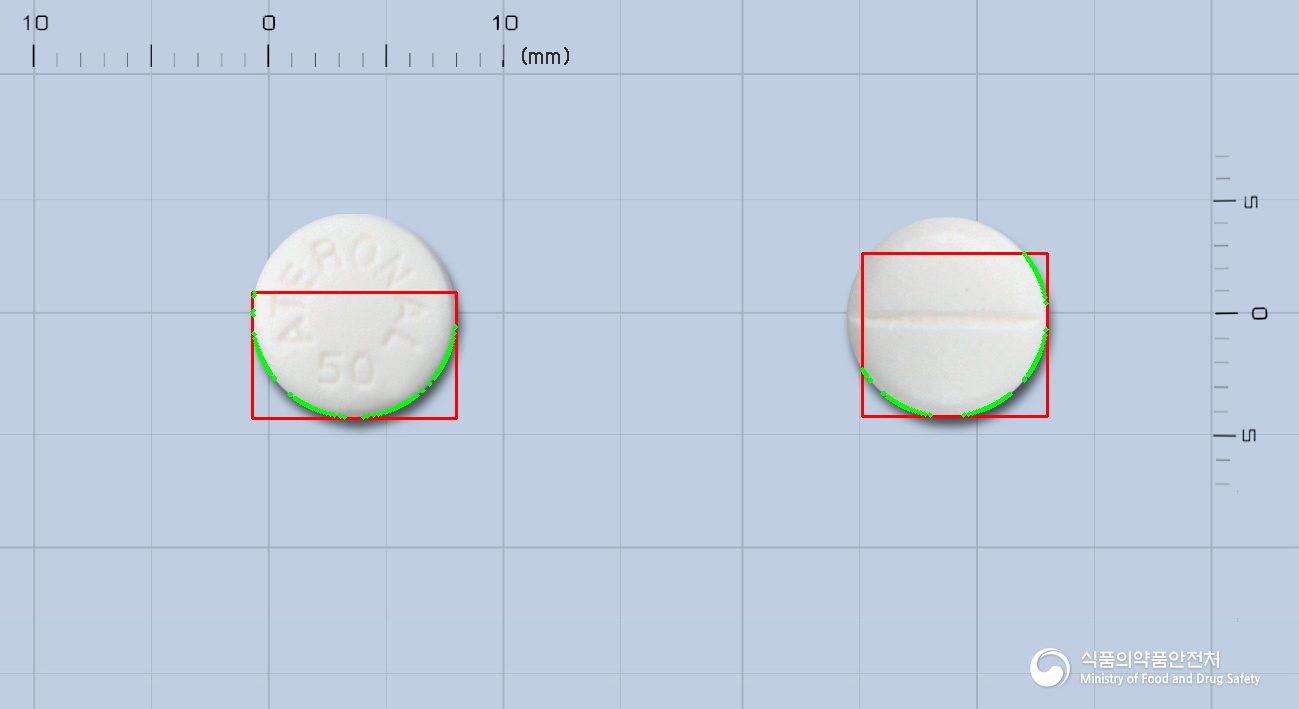 10 0 10
(mm)
ATERONAL
50
5
0
5
식품의약품안전처
Ministry of Food and Drug Safety